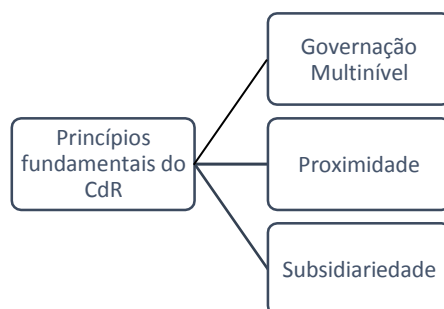 Governação
Multinível
Princípios
fundamentais do
CdR
Proximidade
Subsidiariedade